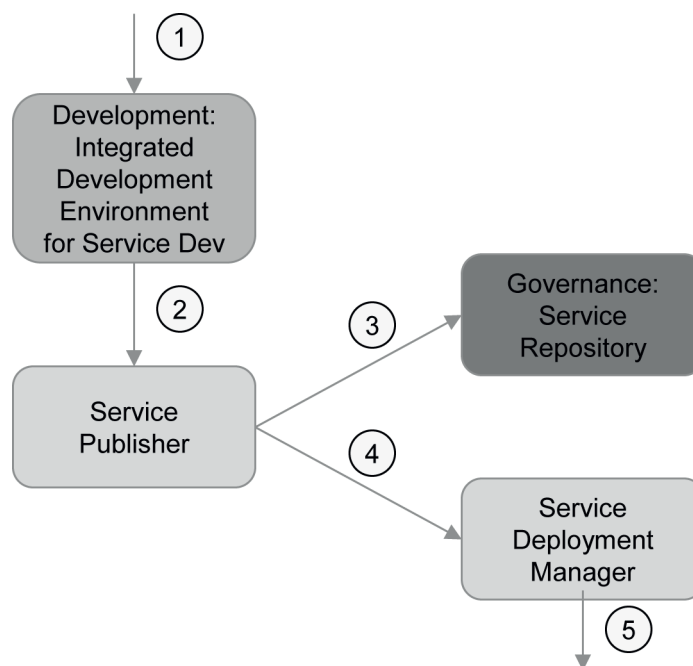 1
Development:
Integrated
Development
Environment
for Service Dev
2
Governance:
Service
Repository
3
Service
Publisher
4
Service
Deployment
Manager
5